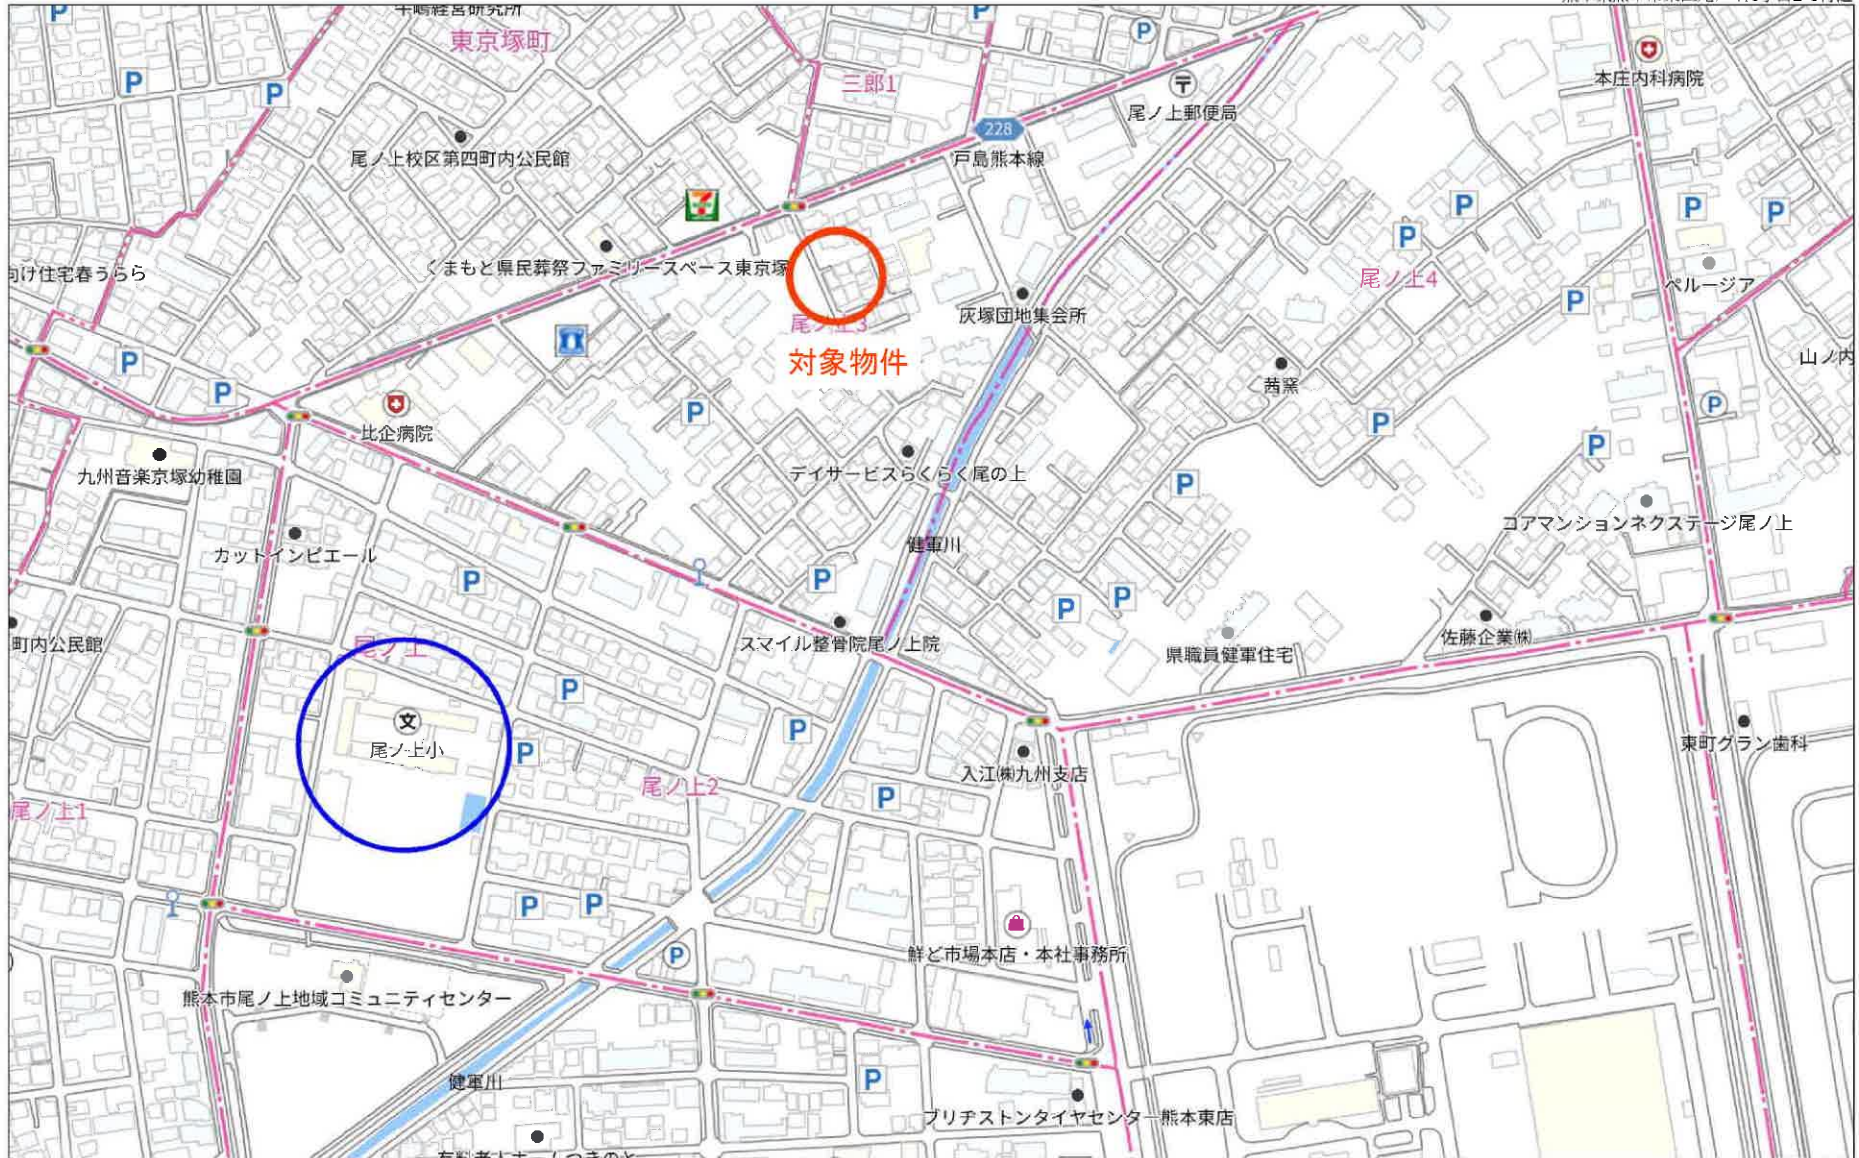 P
東京塚町
P
P
P
三郎1
P
本庄内科病院
〒
尾ノ上郵便局
228
戸島熊本線
尾ノ上校区第四町内公民館
7
P
P
P
P
くまもと県民葬祭ファミリースペース東京塚
向け住宅春うらら
尾ノ上4
ペルージア
P
灰塚団地集会所
尾ノ上3
対象物件
P
P
山ノ内
茜窯
P
P
P
比企病院
P
九州音楽京塚幼稚園
デイサービスらくらく尾の上
P
コアマンションネクステージ尾ノ上
カットインピエール
健軍川
P
P
P
P
町内公民館
尾ノ上
スマイル整骨院尾ノ上院
県職員健軍住宅
佐藤企業㈱
P
文
尾ノ上小
P
P
東町グラン歯科
入江㈱九州支店
尾ノ上2
P
尾ノ上1
P
P
鮮ど市場本店・本社事務所
P
熊本市尾ノ上地域コミュニティセンター
健軍川
P
ブリヂストンタイヤセンター熊本東店